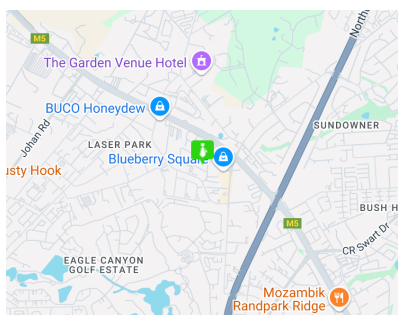 North
M5
The Garden Venue Hotel
BUCO Honeydew
Johan Rd
SUNDOWNER
LASER PARK
Blueberry Square
usty Hook
BUSH H
M5
CR Swart Dr
EAGLE CANYON
GOLF ESTATE
Mozambik
Randpark Ridge